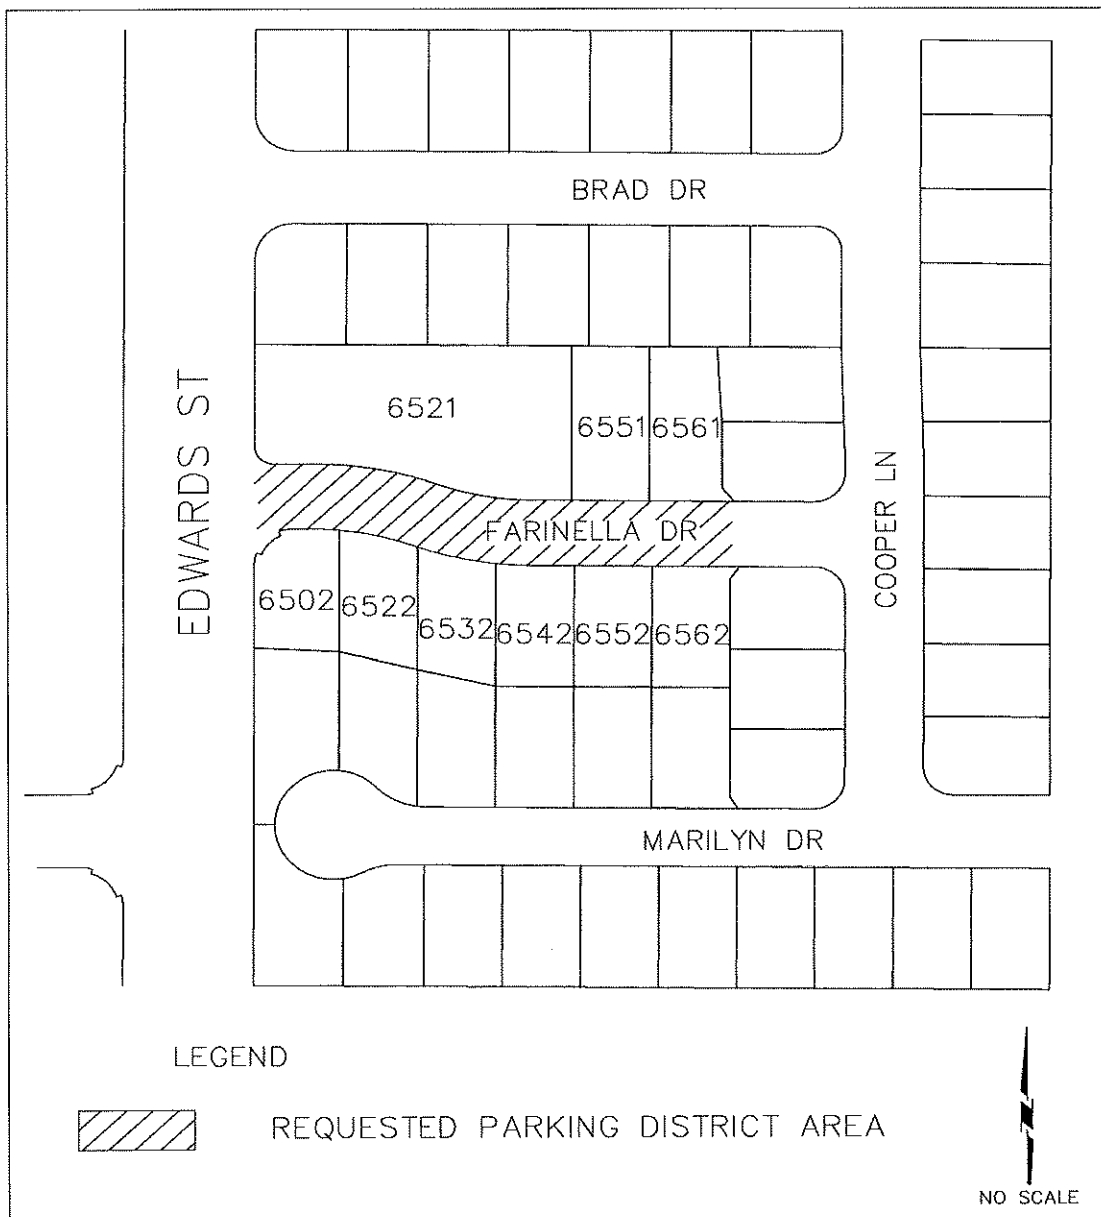 BRAD DR
EDWARDS ST
6521
6551
6561
FARINELLA DR
COOPER LN
6502
6522
6532
6542
6552
6562
MARILYN DR
LEGEND
REQUESTED PARKING DISTRICT AREA
N
NO SCALE